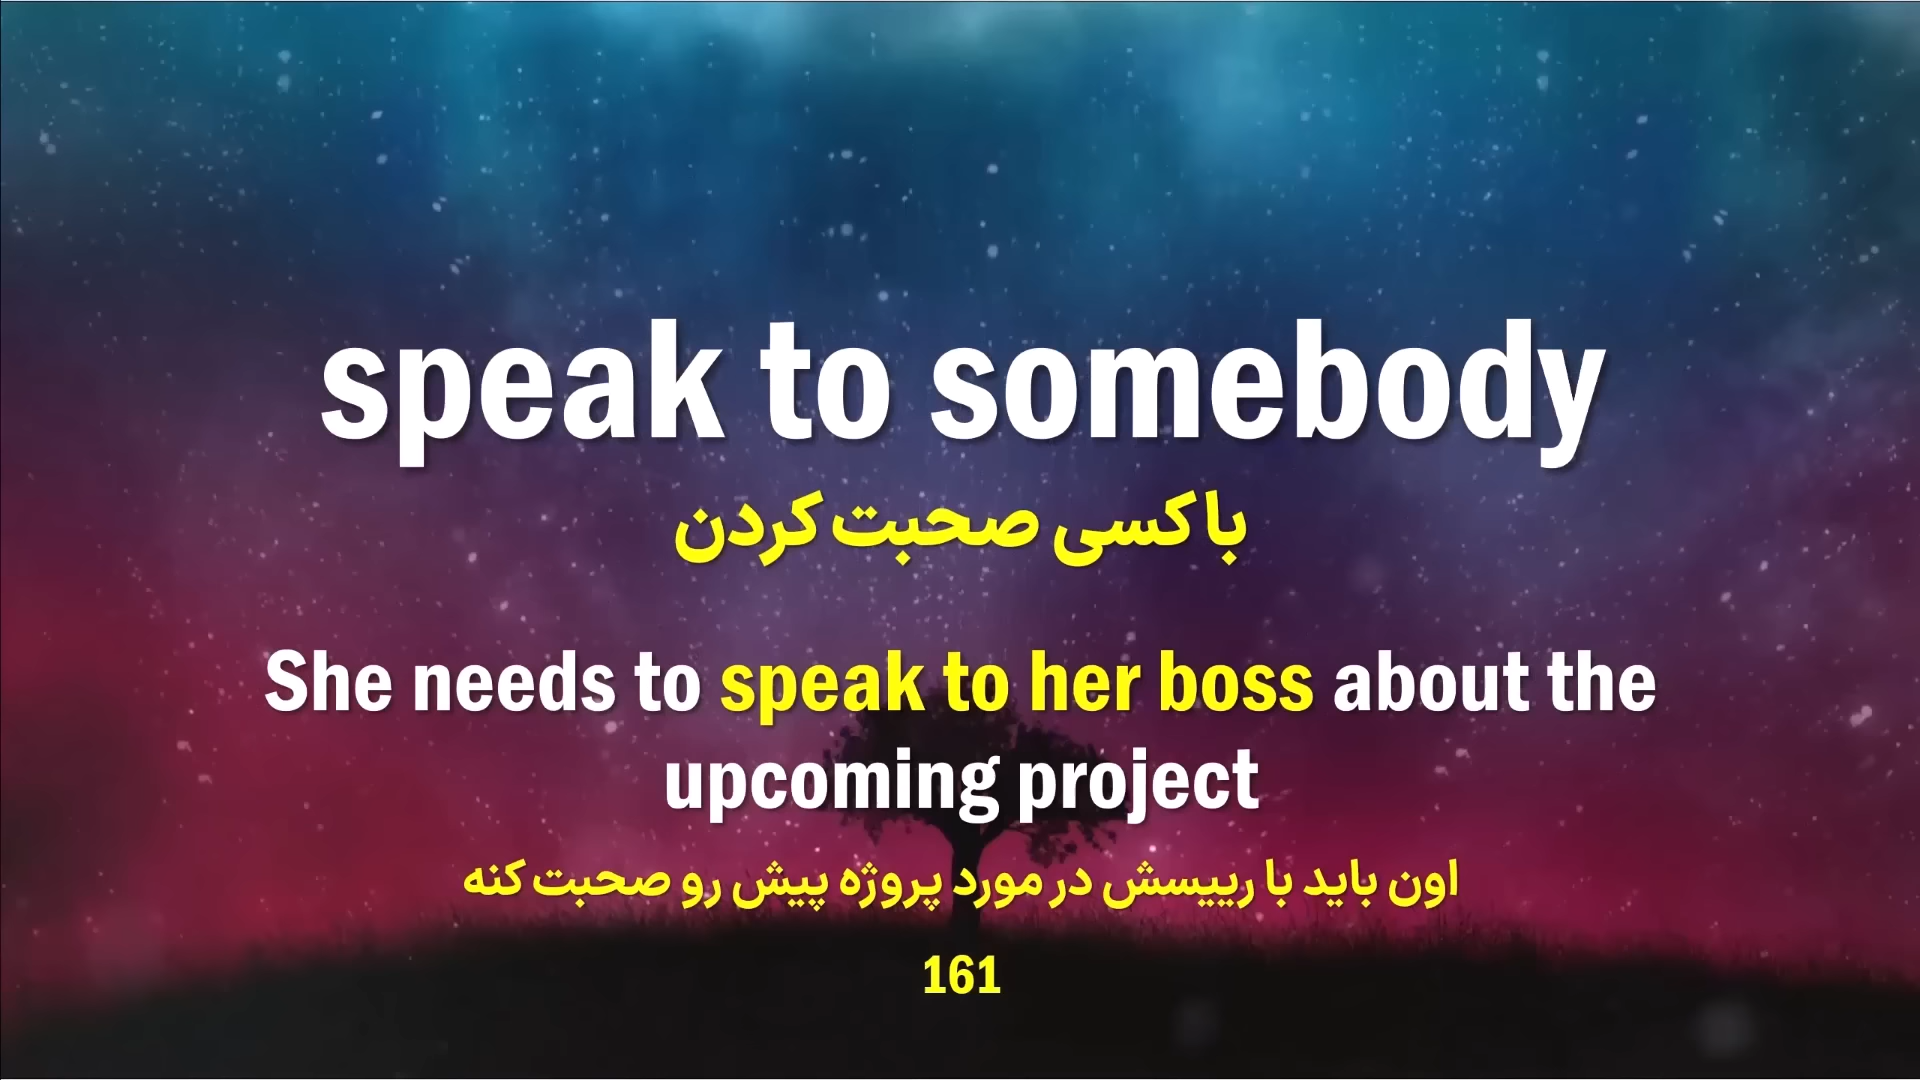 speak to somebody
با کسی صحبت کردن
She needs to speak to her boss about the
upcoming project
اون باید با رییسش در مورد پروژه پیش رو صحبت کنه
161